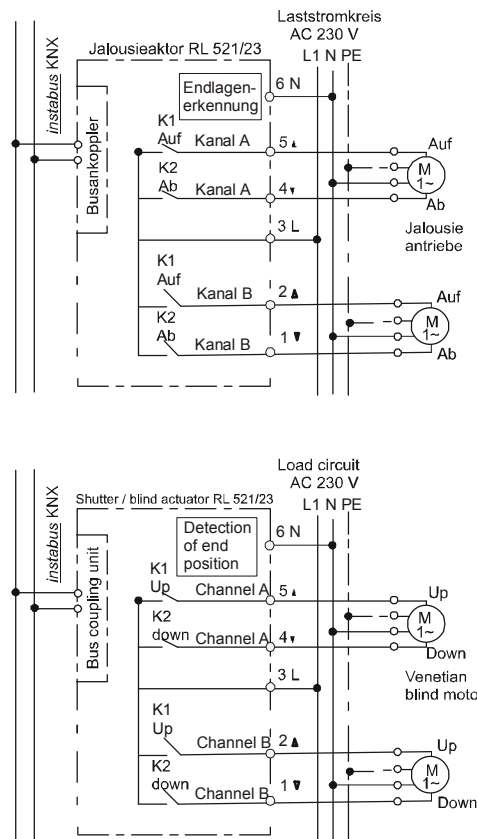 Laststromkreis
AC 230 V
Jalousieaktor RL 521/23
L1 N PE
instabus KNX
Busankoppler
Endlagen-
erkennung
6 N
K1
Auf Kanal A 5 ▲
Auf
K2
Ab Kanal A 4 ▼
M
1~
Ab
3 L
Jalousie
antriebe
K1
Auf
Kanal B 2 ▲
Auf
K2
Ab
Kanal B 1 ▼
M
1~
Ab
Load circuit
AC 230 V
Shutter / blind actuator RL 521/23
L1 N PE
instabus KNX
Bus coupling unit
Detection
of end
position
6 N
K1
Up Channel A 5 ▲
Up
K2
down Channel A 4 ▼
M
1~
Down
3 L
Venetian
blind moto
K1
Up
Channel B 2 ▲
Up
K2
down
Channel B 1 ▼
M
1~
Down